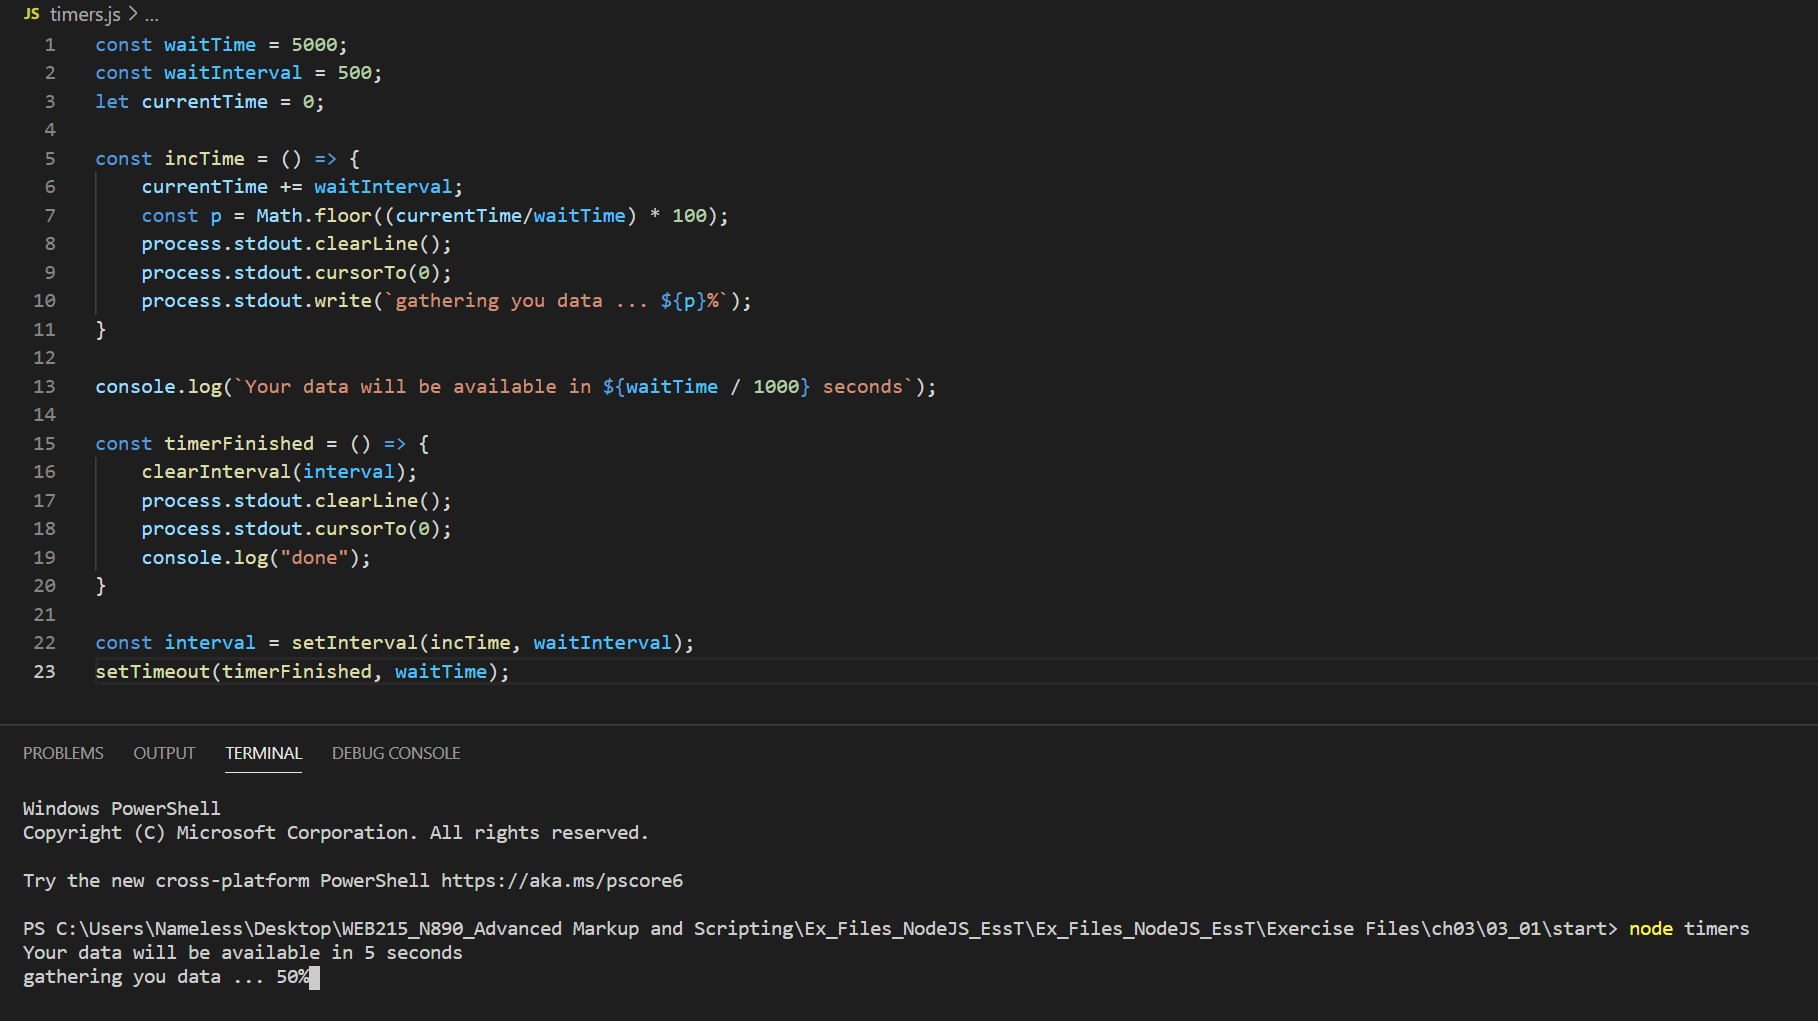 JS timers.js > ...
1 const waitTime = 5000;
2 const waitInterval = 500;
3 let currentTime = 0;
4
5 const incTime = () => {
6     currentTime += waitInterval;
7     const p = Math.floor((currentTime/waitTime) * 100);
8     process.stdout.clearLine();
9     process.stdout.cursorTo(0);
10     process.stdout.write(`gathering you data ... ${p}%`);
11 }
12
13 console.log(`Your data will be available in ${waitTime / 1000} seconds`);
14
15 const timerFinished = () => {
16     clearInterval(interval);
17     process.stdout.clearLine();
18     process.stdout.cursorTo(0);
19     console.log("done");
20 }
21
22 const interval = setInterval(incTime, waitInterval);
23 setTimeout(timerFinished, waitTime);
PROBLEMS OUTPUT TERMINAL DEBUG CONSOLE
Windows PowerShell
Copyright (C) Microsoft Corporation. All rights reserved.
Try the new cross-platform PowerShell https://aka.ms/pscore6
PS C:\Users\Nameless\Desktop\WEB215_N890_Advanced Markup and Scripting\Ex_Files_NodeJS_EssT\Ex_Files_NodeJS_EssT\Exercise Files\ch03\03_01\start> node timers
Your data will be available in 5 seconds
gathering you data ... 50%